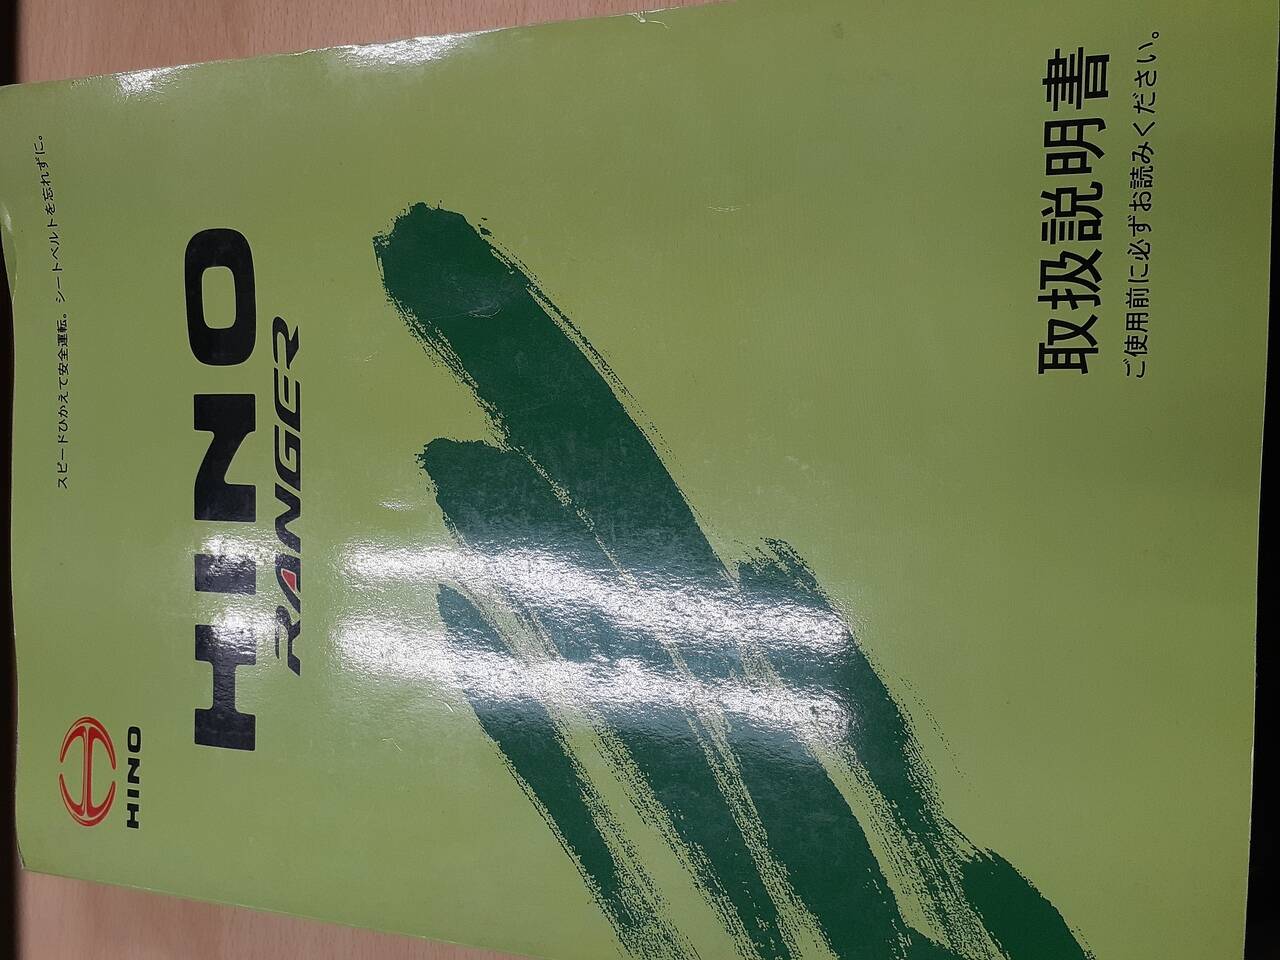 HINO
スピードひかえて安全運転。シートベルトを忘れずに。
HINO
RANGER
取扱説明書
ご使用前に必ずお読みください。